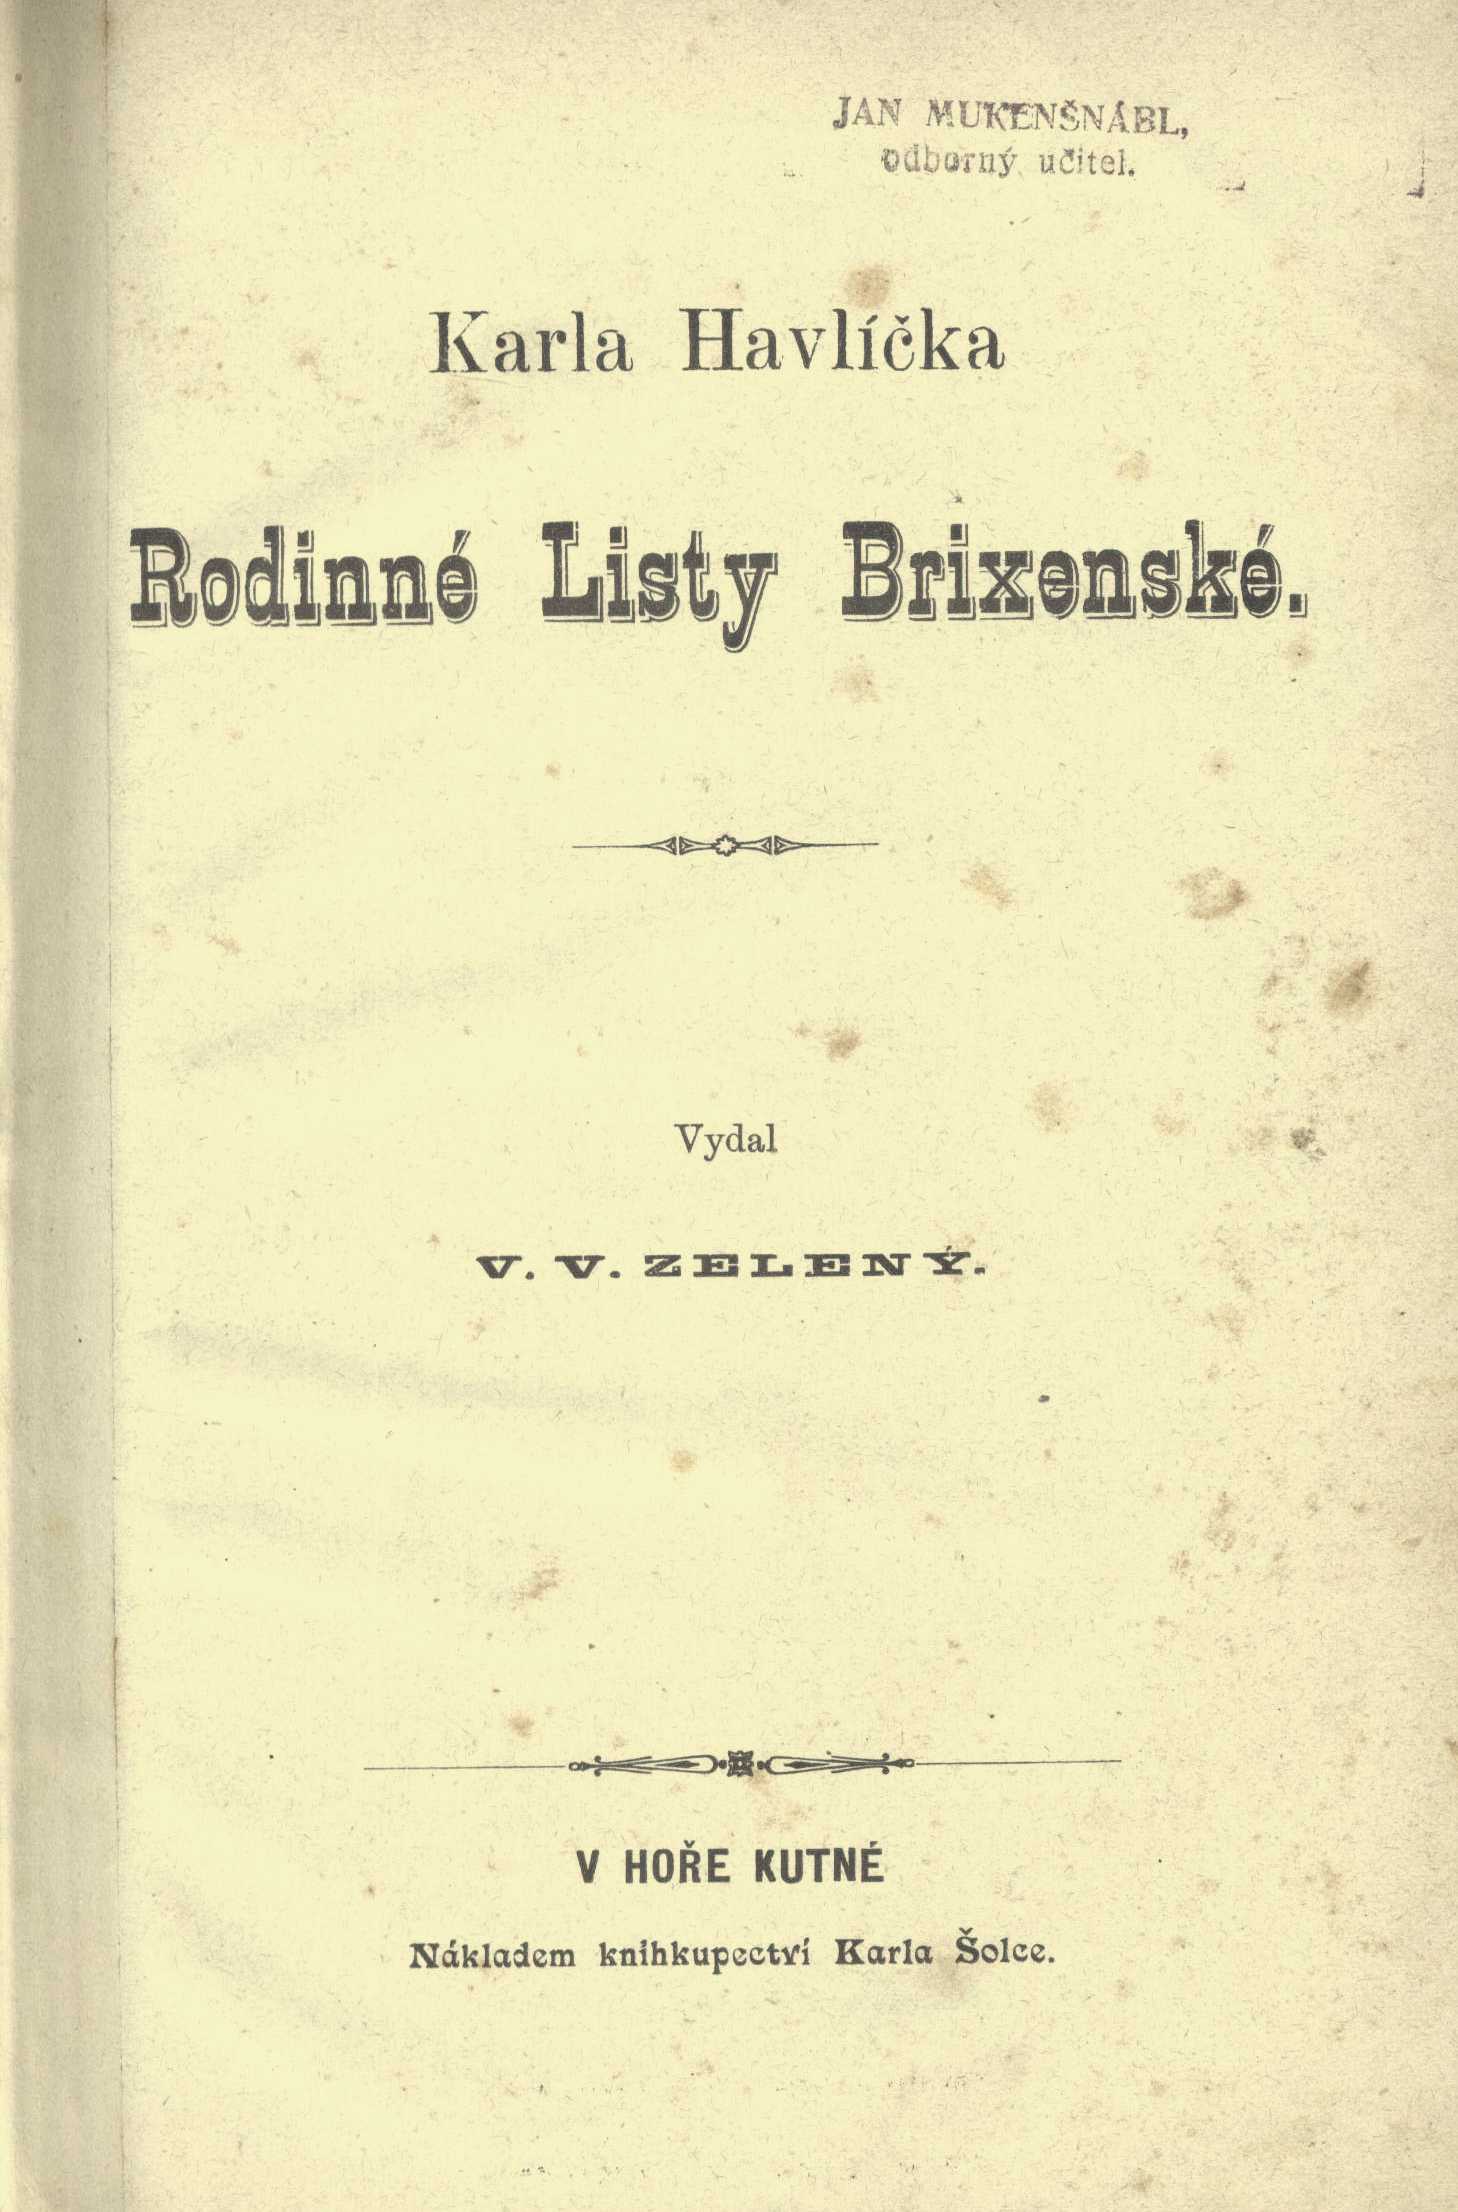 JAN MUKENŠNÁBL,
odborný učitel.
Karla Havlíčka
Rodinné Listy Brixenské.
Vydal
V. V. ZELENÝ.
V HOŘE KUTNÉ
Nákladem knihkupectví Karla Šolce.